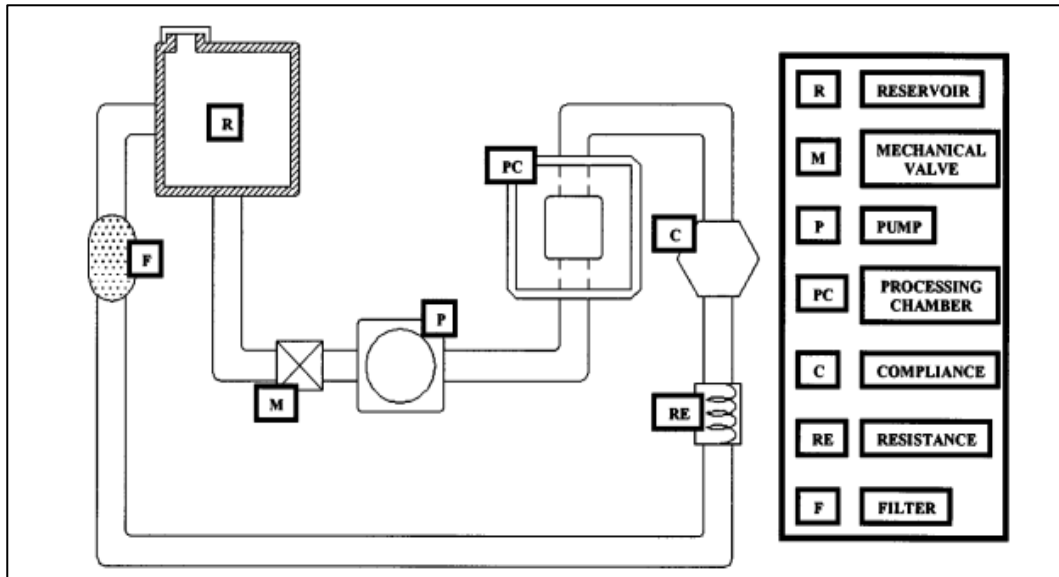 R
PC
C
F
P
M
RE
R RESERVOIR
M MECHANICAL
VALVE
P PUMP
PC PROCESSING
CHAMBER
C COMPLIANCE
RE RESISTANCE
F FILTER